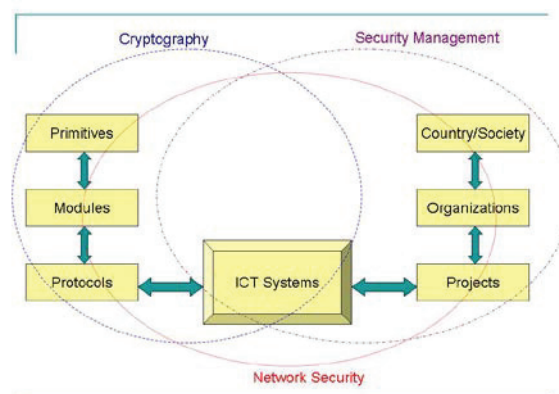 Cryptography
Security Management
Primitives
Country/Society
Modules
Organizations
Protocols
ICT Systems
Projects
Network Security